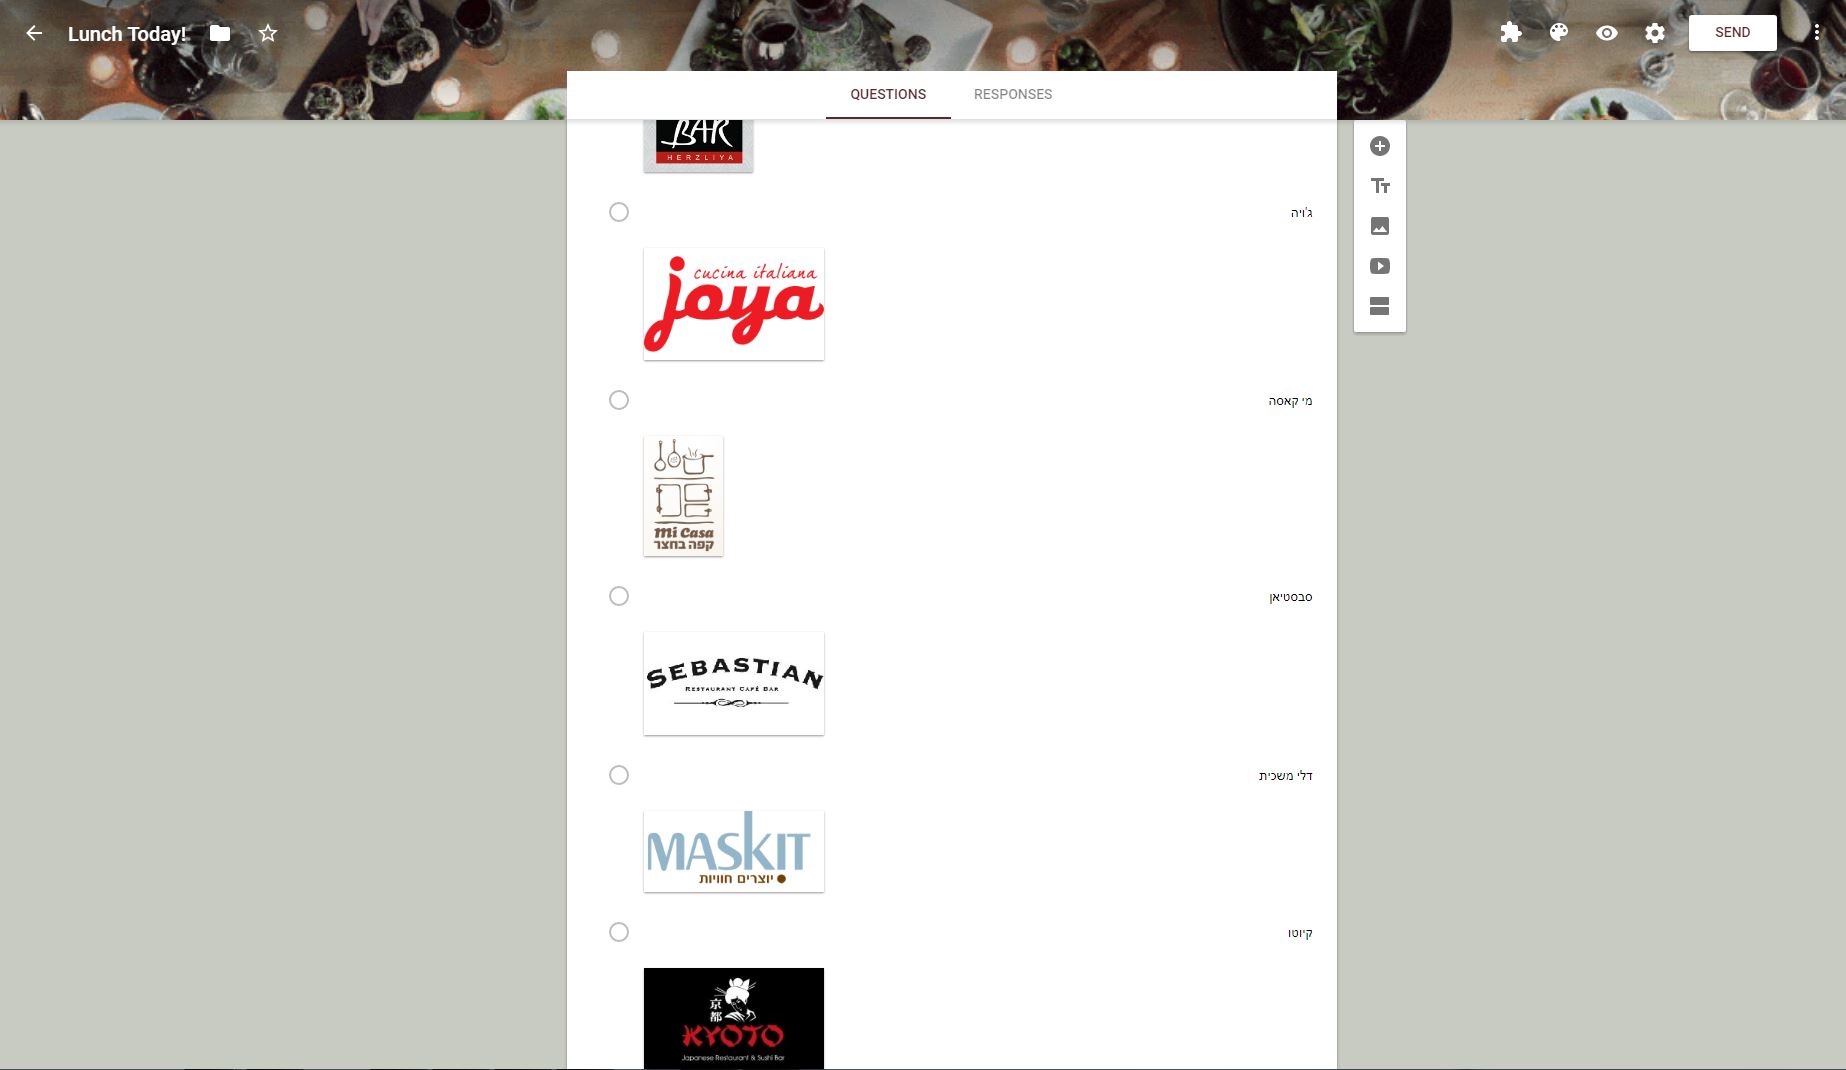 Lunch Today!
SEND
QUESTIONS
RESPONSES
BAR
HERZLIYA
ג'ויה
cucina italiana
joya
מי קאסה
mi Casa
קפה בחצר
סבסטיאן
SEBASTIAN
RESTAURANT CAFÉ BAR
דלי משכית
MASKIT
יוצרים חוויות
קיוטו
京都
KYOTO
Japanese Restaurant & Sushi Bar